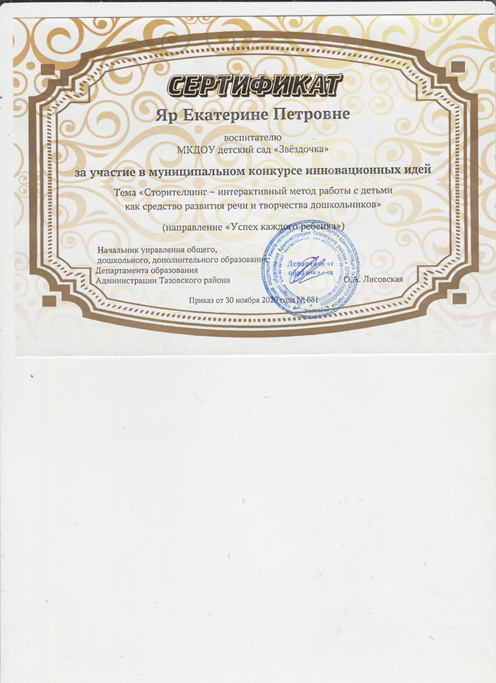 СЕРТИФИКАТ
Яр Екатерине Петровне
воспитателю
МКДОУ детский сад «Звёздочка»
за участие в муниципальном конкурсе инновационных идей
Тема «Сторителлинг – интерактивный метод работы с детьми
как средство развития речи и творчества дошкольников»
(направление «Успех каждого ребенка»)
Начальник управления общего,
дошкольного, дополнительного образования
Департамента образования
Администрации Тазовского района
О.А. Лисовская
Приказ от 30 ноября 2020 года № 681